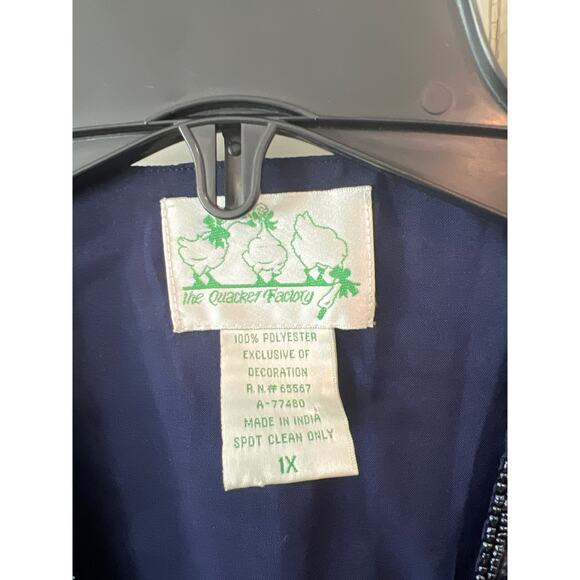 the Quacker Factory
100% POLYESTER
EXCLUSIVE OF
DECORATION
R.N.# 65567
A-77480
MADE IN INDIA
SPOT CLEAN ONLY
1X